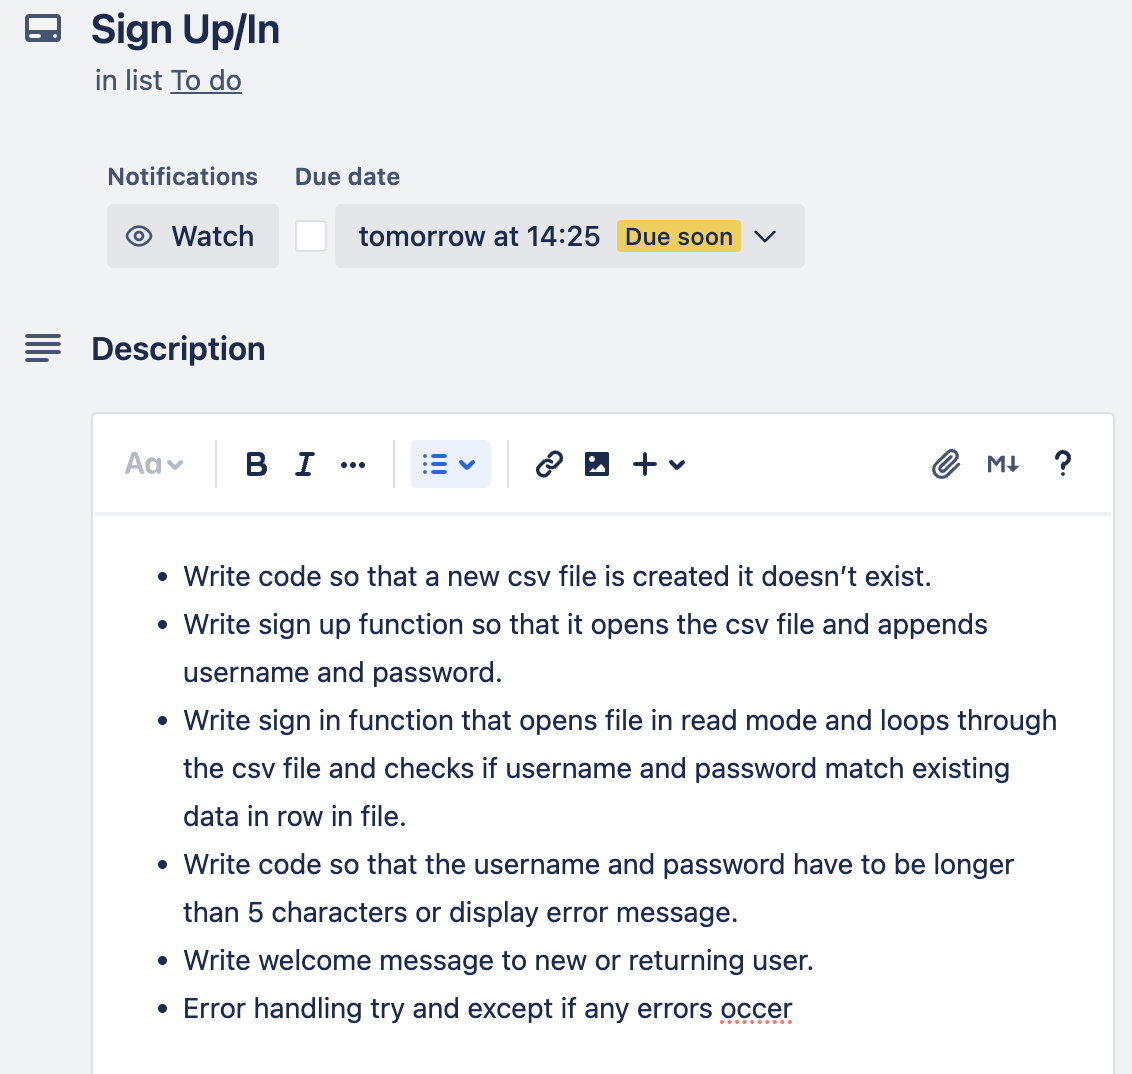 Sign Up/In
in list To do
Notifications Due date
Watch tomorrow at 14:25 Due soon
Description
Aa B I ••• M↓ ?
• Write code so that a new csv file is created it doesn’t exist.
• Write sign up function so that it opens the csv file and appends
username and password.
• Write sign in function that opens file in read mode and loops through
the csv file and checks if username and password match existing
data in row in file.
• Write code so that the username and password have to be longer
than 5 characters or display error message.
• Write welcome message to new or returning user.
• Error handling try and except if any errors occer